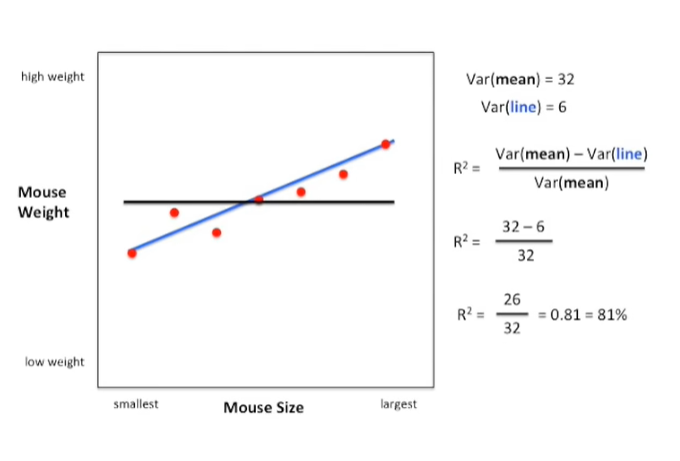 high weight
Mouse
Weight
low weight
smallest
Mouse Size
largest
Var(mean) = 32
Var(line) = 6
R² = Var(mean) – Var(line)
Var(mean)
R² = 32 – 6
32
R² = 26
32
= 0.81 = 81%